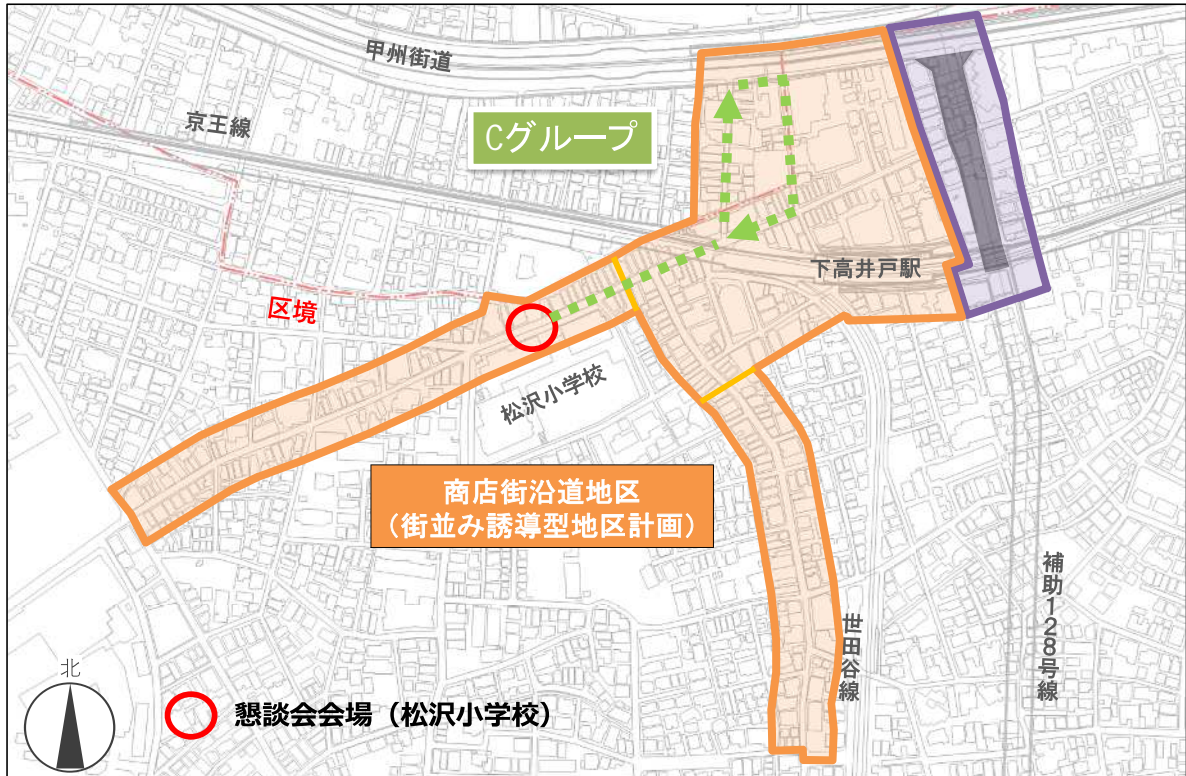 甲州街道
京王線
Cグループ
下高井戸駅
区境
松沢小学校
商店街沿道地区
（街並み誘導型地区計画）
補助128号線
世田谷線
北
懇談会会場（松沢小学校）